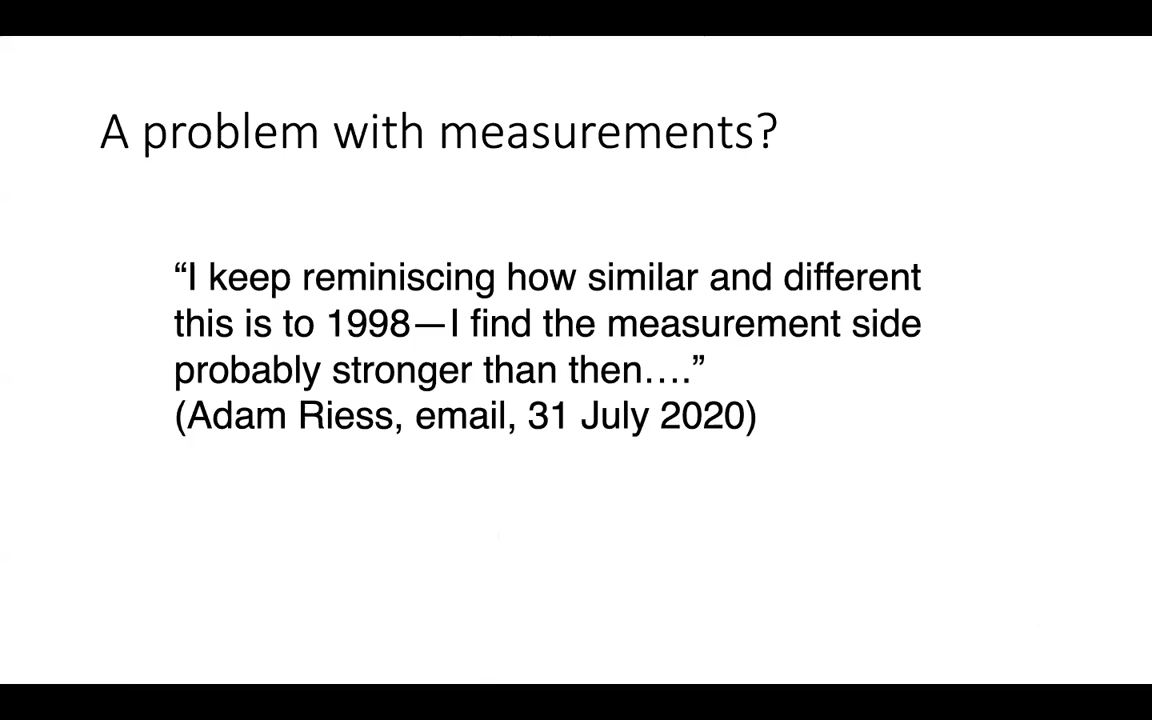 A problem with measurements?
“I keep reminiscing how similar and different
this is to 1998—I find the measurement side
probably stronger than then….”
(Adam Riess, email, 31 July 2020)